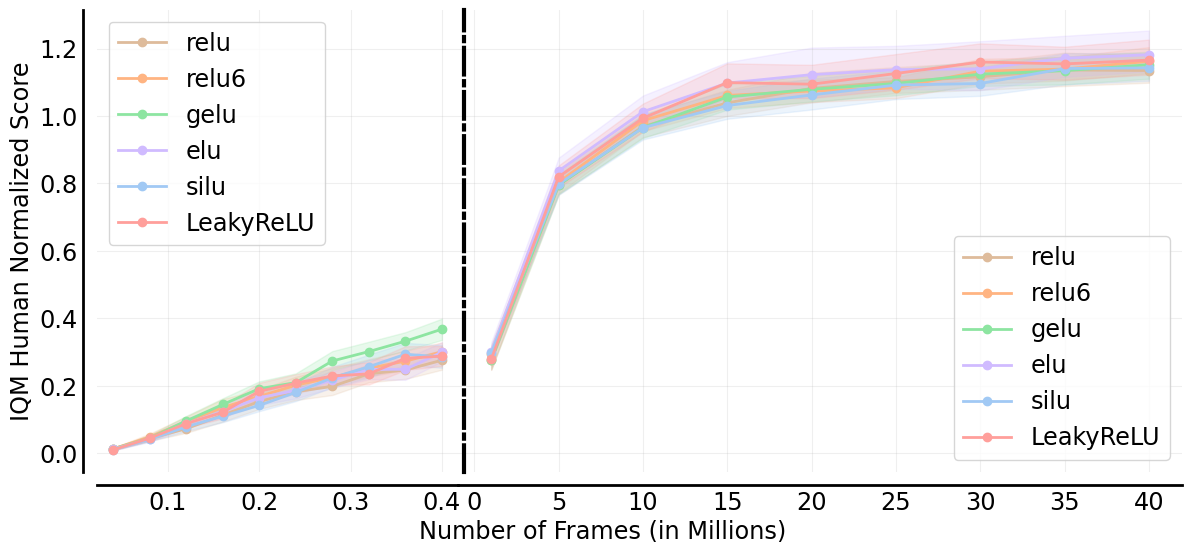 IQM Human Normalized Score
1.2
1.0
0.8
0.6
0.4
0.2
0.0
relu
relu6
gelu
elu
silu
LeakyReLU
relu
relu6
gelu
elu
silu
LeakyReLU
0.1 0.2 0.3 0.4 0 5 10 15 20 25 30 35 40
Number of Frames (in Millions)